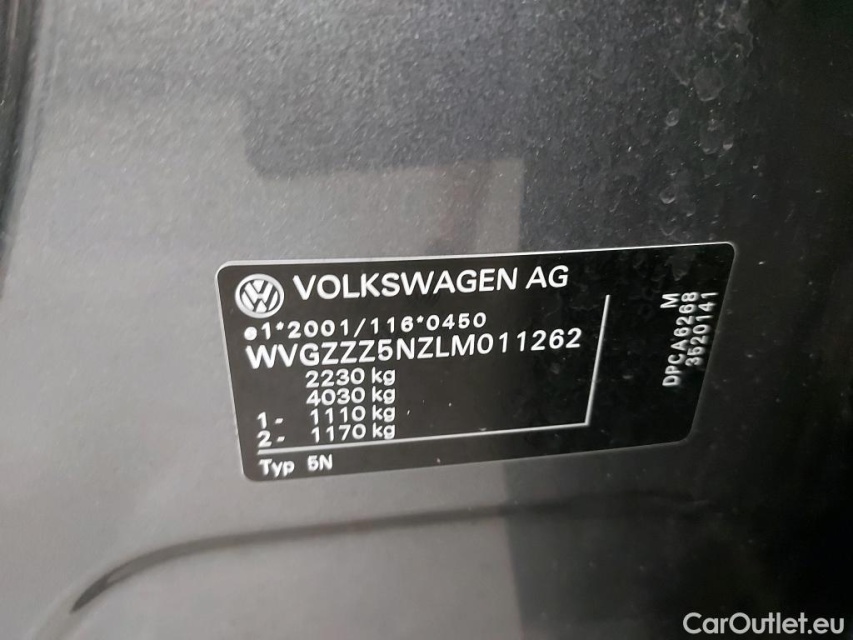 VOLKSWAGEN AG
e1*2001/116*0450
WVGZZZ5NZLM011262
2230 kg
4030 kg
1- 1110 kg
2- 1170 kg
Typ 5N
M
DPCA6268
3520141
CarOutlet.eu